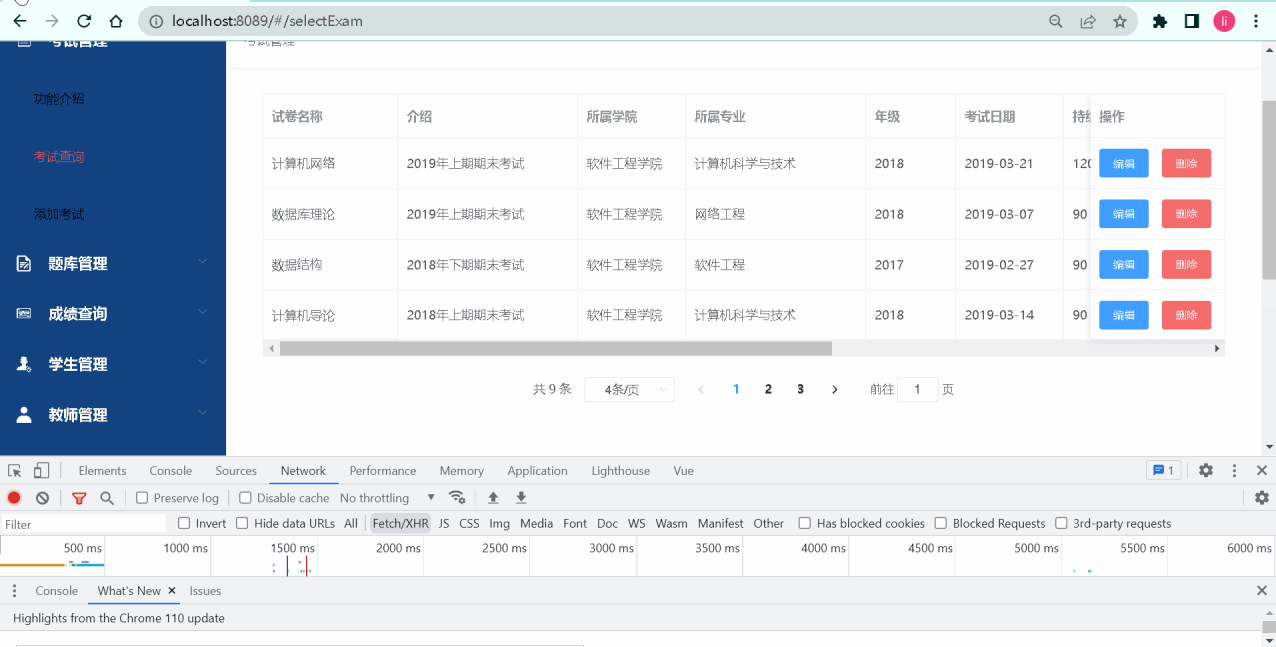 localhost:8089/#/selectExam
li
考试管理
考试管理
功能介绍
考试查询
添加考试
题库管理
成绩查询
学生管理
教师管理
试卷名称 介绍 所属学院 所属专业 年级 考试日期 持续 操作
计算机网络 2019年上期期末考试 软件工程学院 计算机科学与技术 2018 2019-03-21 120 编辑 删除
数据库理论 2019年上期期末考试 软件工程学院 网络工程 2018 2019-03-07 90 编辑 删除
数据结构 2018年下期期末考试 软件工程学院 软件工程 2017 2019-02-27 90 编辑 删除
计算机导论 2018年上期期末考试 软件工程学院 计算机科学与技术 2018 2019-03-14 90 编辑 删除
共 9 条 4条/页 1 2 3 前往 1 页
Elements Console Sources Network Performance Memory Application Lighthouse Vue 1
Preserve log Disable cache No throttling
Filter Invert Hide data URLs All Fetch/XHR JS CSS Img Media Font Doc WS Wasm Manifest Other Has blocked cookies Blocked Requests 3rd-party requests
500 ms 1000 ms 1500 ms 2000 ms 2500 ms 3000 ms 3500 ms 4000 ms 4500 ms 5000 ms 5500 ms 6000 ms
Console What's New Issues
Highlights from the Chrome 110 update